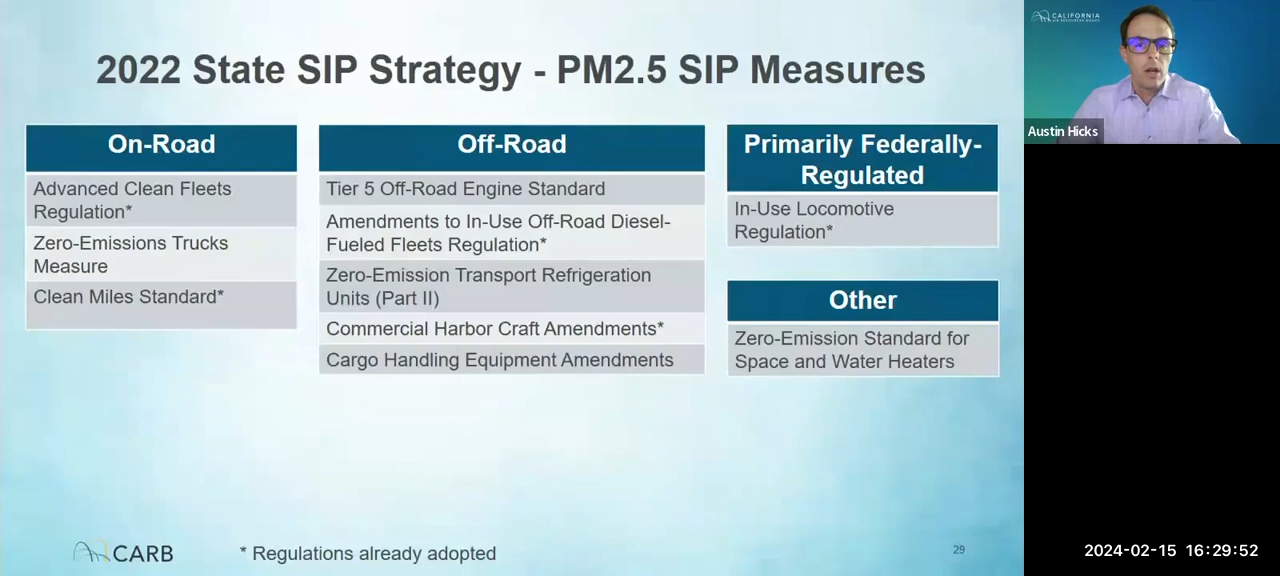 2022 State SIP Strategy - PM2.5 SIP Measures
On-Road
Advanced Clean Fleets
Regulation*
Zero-Emissions Trucks
Measure
Clean Miles Standard*
Off-Road
Tier 5 Off-Road Engine Standard
Amendments to In-Use Off-Road Diesel-
Fueled Fleets Regulation*
Zero-Emission Transport Refrigeration
Units (Part II)
Commercial Harbor Craft Amendments*
Cargo Handling Equipment Amendments
Primarily Federally-
Regulated
In-Use Locomotive
Regulation*
Other
Zero-Emission Standard for
Space and Water Heaters
CARB
* Regulations already adopted
29
CALIFORNIA
AIR RESOURCES BOARD
Austin Hicks
2024-02-15 16:29:52